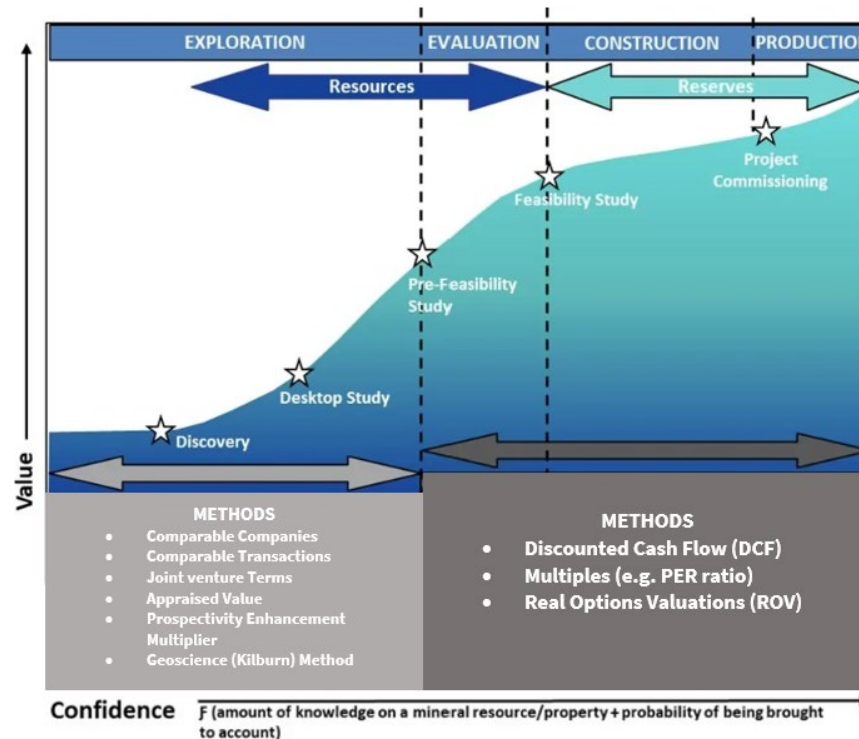 EXPLORATION EVALUATION CONSTRUCTION PRODUCTIO
Resources Reserves
Project
Commissioning
Feasibility Study
Pre-Feasibility
Study
Desktop Study
Discovery
Value
METHODS
• Comparable Companies
• Comparable Transactions
• Joint venture Terms
• Appraised Value
• Prospectivity Enhancement
Multiplier
• Geoscience (Kilburn) Method
METHODS
• Discounted Cash Flow (DCF)
• Multiples (e.g. PER ratio)
• Real Options Valuations (ROV)
Confidence
Ƒ (amount of knowledge on a mineral resource/property + probability of being brought
to account)